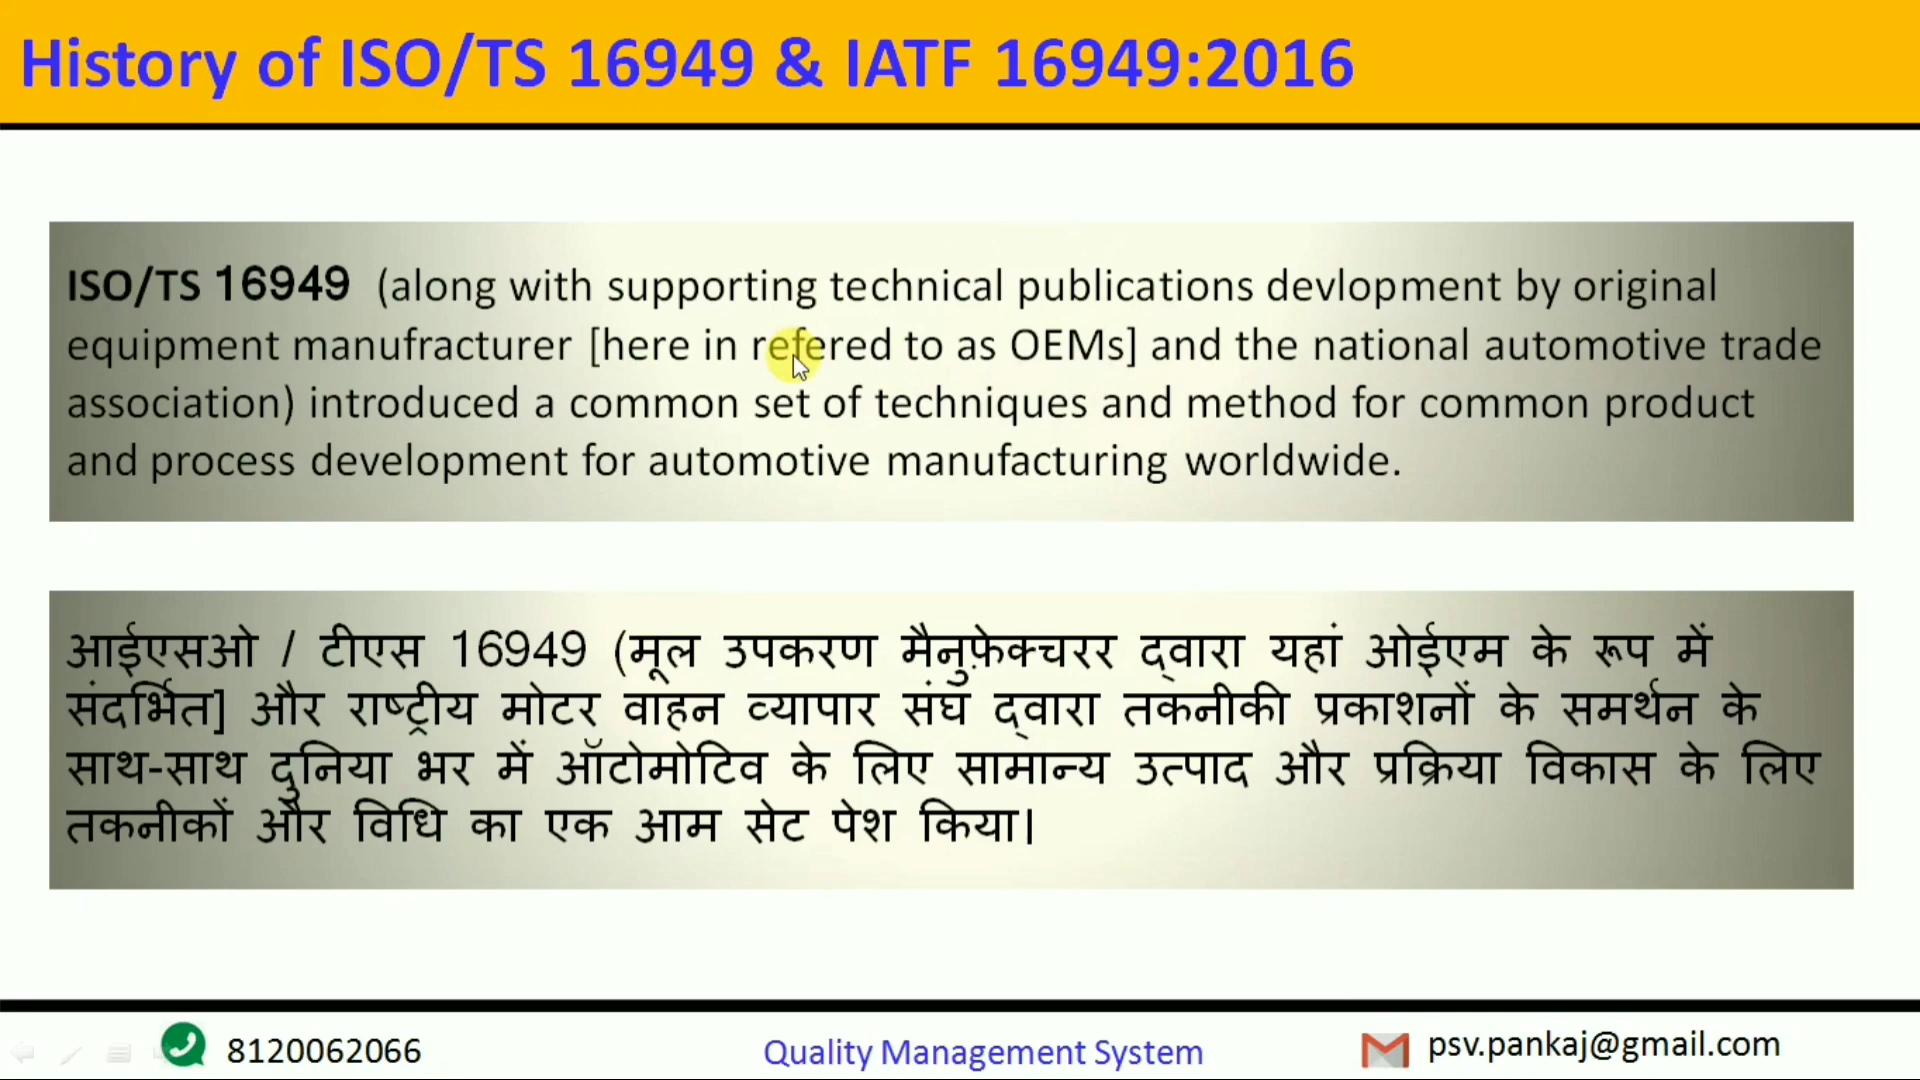 History of ISO/TS 16949 & IATF 16949:2016
ISO/TS 16949 (along with supporting technical publications devlopment by original
equipment manufracturer [here in refered to as OEMs] and the national automotive trade
association) introduced a common set of techniques and method for common product
and process development for automotive manufacturing worldwide.
आईएसओ / टीएस 16949 (मूल उपकरण मैनुफ़ेक्चरर द्वारा यहां ओईएम के रूप में
संदर्भित] और राष्ट्रीय मोटर वाहन व्यापार संघ द्वारा तकनीकी प्रकाशनों के समर्थन के
साथ-साथ दुनिया भर में ऑटोमोटिव के लिए सामान्य उत्पाद और प्रक्रिया विकास के लिए
तकनीकों और विधि का एक आम सेट पेश किया।
8120062066
Quality Management System
psv.pankaj@gmail.com